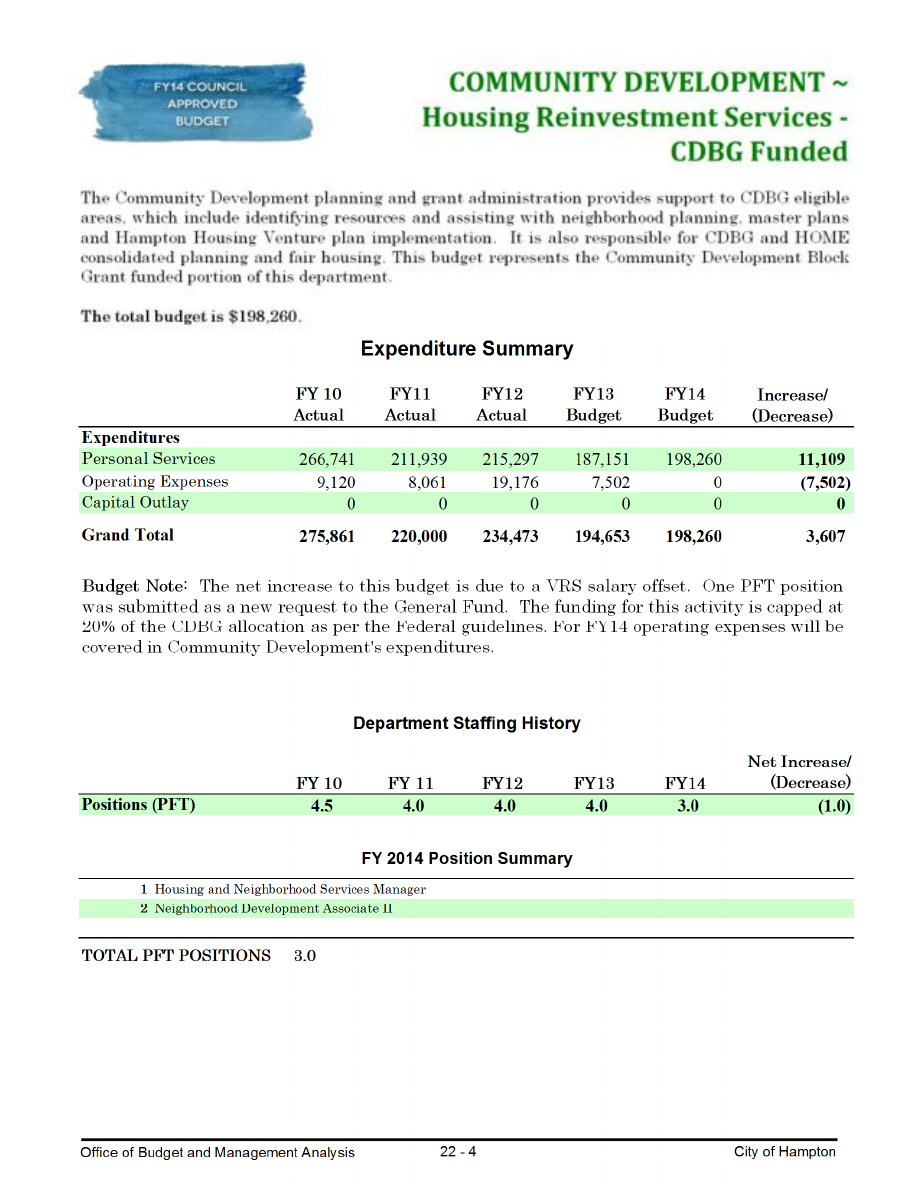 FY14 COUNCIL
APPROVED
BUDGET
COMMUNITY DEVELOPMENT ~
Housing Reinvestment Services -
CDBG Funded
The Community Development planning and grant administration provides support to CDBG eligible
areas, which include identifying resources and assisting with neighborhood planning, master plans
and Hampton Housing Venture plan implementation. It is also responsible for CDBG and HOME
consolidated planning and fair housing. This budget represents the Community Development Block
Grant funded portion of this department.
The total budget is $198,260.
Expenditure Summary
FY 10 FY11 FY12 FY13 FY14 Increase/
Actual Actual Actual Budget Budget (Decrease)
Expenditures
Personal Services 266,741 211,939 215,297 187,151 198,260 11,109
Operating Expenses 9,120 8,061 19,176 7,502 0 (7,502)
Capital Outlay 0 0 0 0 0 0
Grand Total 275,861 220,000 234,473 194,653 198,260 3,607
Budget Note: The net increase to this budget is due to a VRS salary offset. One PFT position
was submitted as a new request to the General Fund. The funding for this activity is capped at
20% of the CDBG allocation as per the Federal guidelines. For FY14 operating expenses will be
covered in Community Development's expenditures.
Department Staffing History
Net Increase/
FY 10 FY 11 FY12 FY13 FY14 (Decrease)
Positions (PFT) 4.5 4.0 4.0 4.0 3.0 (1.0)
FY 2014 Position Summary
1 Housing and Neighborhood Services Manager
2 Neighborhood Development Associate II
TOTAL PFT POSITIONS 3.0
Office of Budget and Management Analysis 22 - 4 City of Hampton